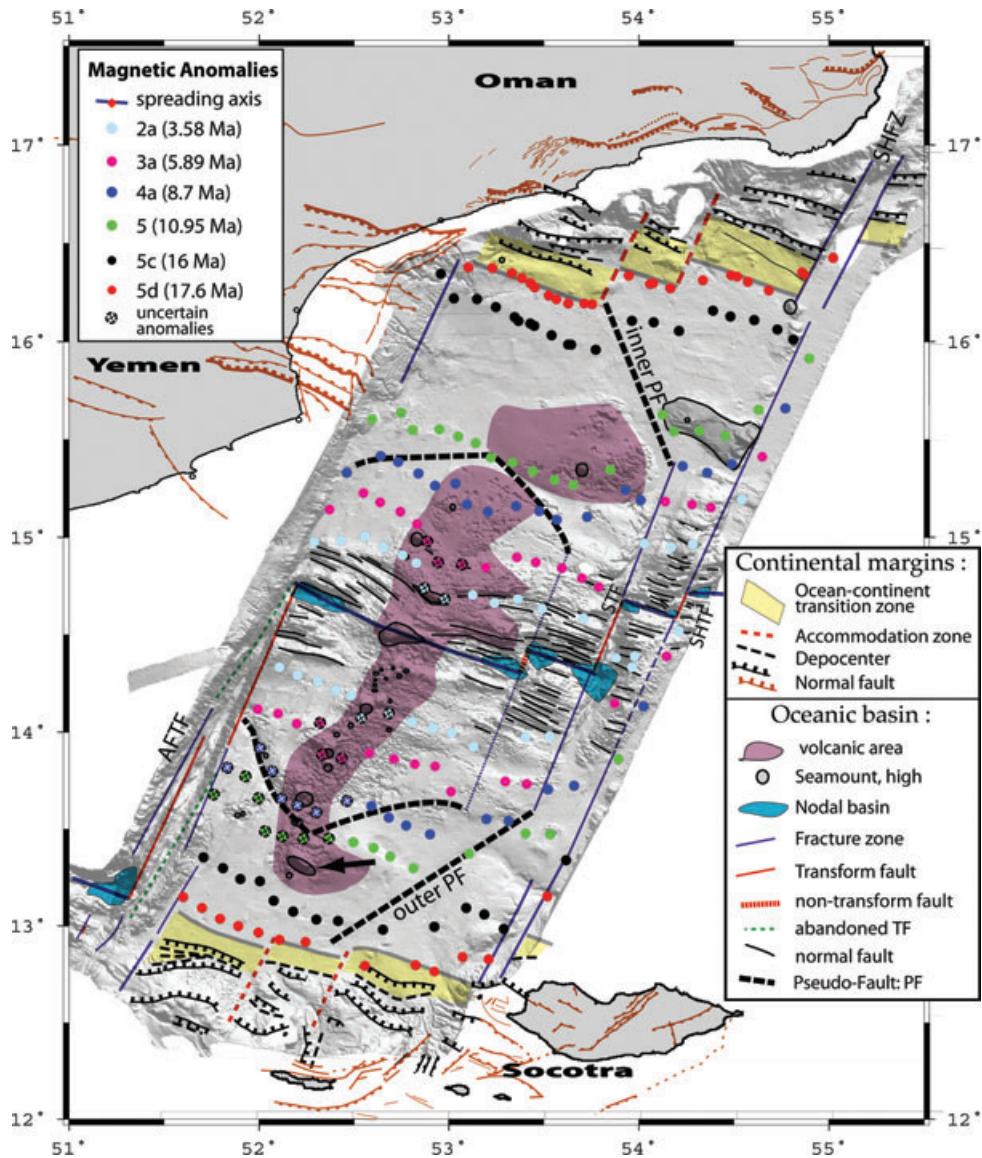 51° 52° 53° 54° 55°
Magnetic Anomalies
spreading axis
2a (3.58 Ma)
3a (5.89 Ma)
4a (8.7 Ma)
5 (10.95 Ma)
5c (16 Ma)
5d (17.6 Ma)
uncertain
anomalies
Oman
SHFZ
17° 17°
16° 16°
Yemen
inner PF
15° 15°
STF
SHTF
Continental margins :
Ocean-continent
transition zone
Accommodation zone
Depocenter
Normal fault
Oceanic basin :
volcanic area
Seamount, high
Nodal basin
Fracture zone
Transform fault
non-transform fault
abandoned TF
normal fault
Pseudo-Fault: PF
14°
AFTF
outer PF
13°
Socotra
12° 12°
51° 52° 53° 54° 55°